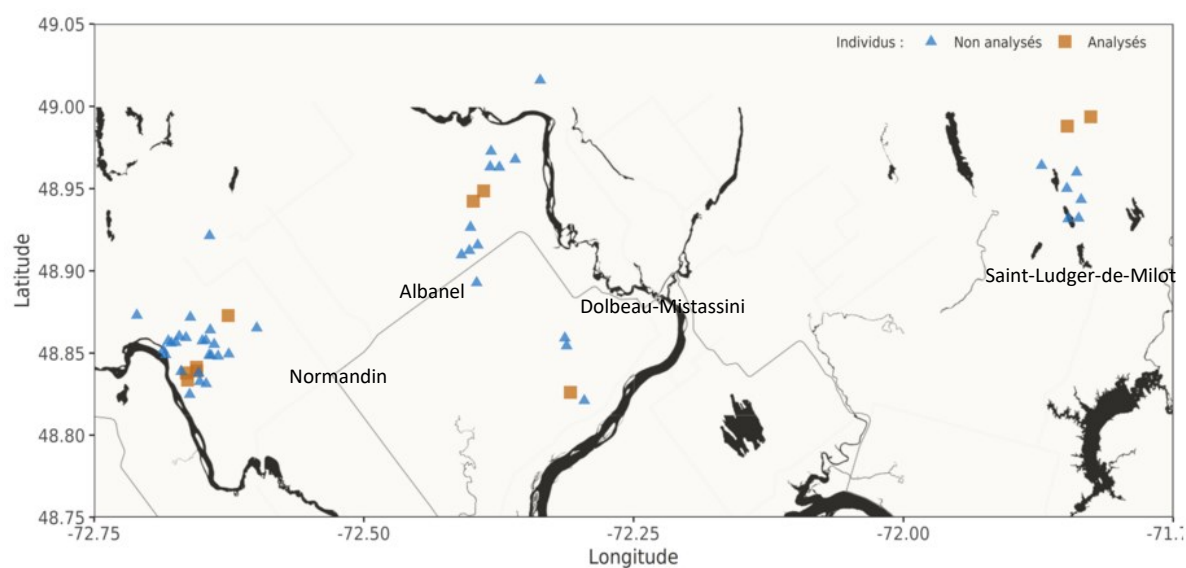 49.05
Individus : Non analysés Analysés
49.00
48.95
48.90
48.85
48.80
48.75
Latitude
Saint-Ludger-de-Milot
Albanel
Dolbeau-Mistassini
Normandin
-72.75 -72.50 -72.25 -72.00
Longitude